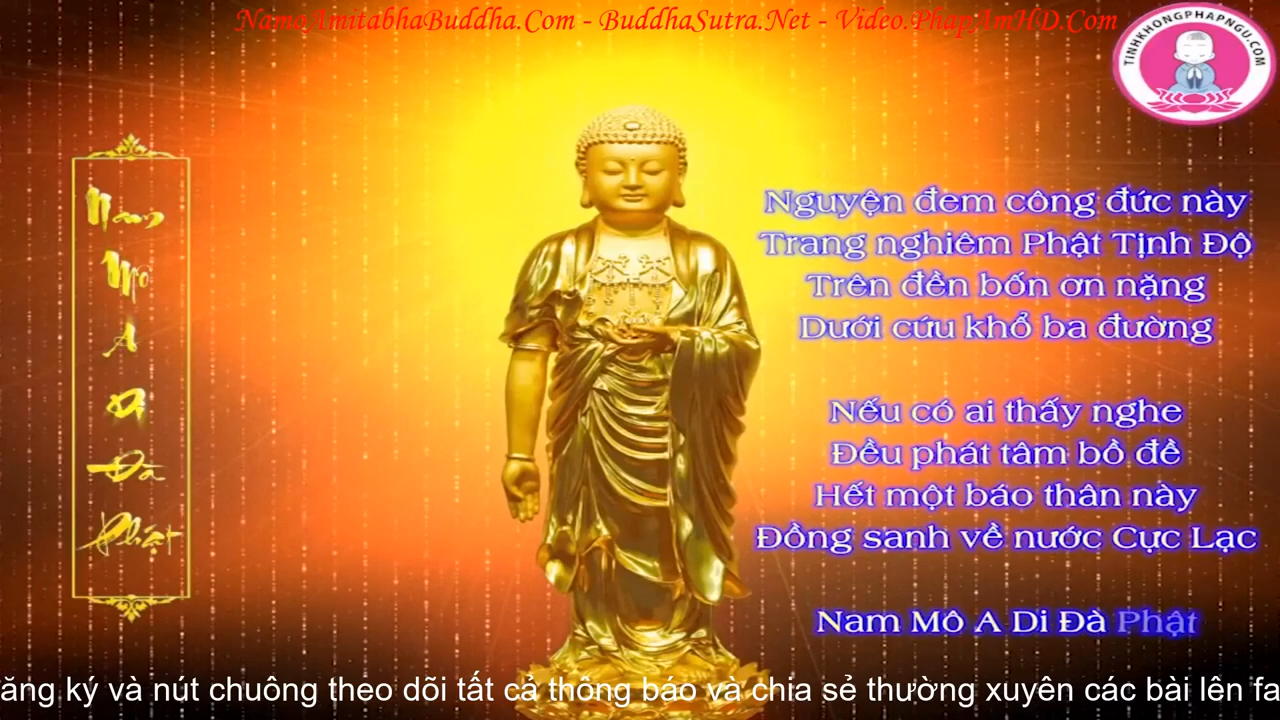 NamoAmitabhaBuddha.Com - BuddhaSutra.Net - Video.PhapAmHD.Com
TINHKHONGPHAPNGU.COM
Nam
Mô
A
Di
Đà
Phật
Nguyện đem công đức này
Trang nghiêm Phật Tịnh Độ
Trên đền bốn ơn nặng
Dưới cứu khổ ba đường
Nếu có ai thấy nghe
Đều phát tâm bồ đề
Hết một báo thân này
Đồng sanh về nước Cực Lạc
Nam Mô A Di Đà Phật
ăng ký và nút chuông theo dõi tất cả thông báo và chia sẻ thường xuyên các bài lên fa